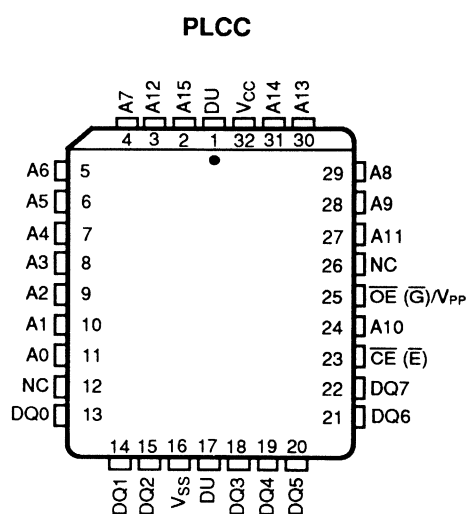 PLCC
A7 A12 A15 DU VCC A14 A13
4 3 2 1 32 31 30
A6 5 29 A8
A5 6 28 A9
A4 7 27 A11
A3 8 26 NC
A2 9 25 O̅E̅ (G̅)/VPP
A1 10 24 A10
A0 11 23 C̅E̅ (E̅)
NC 12 22 DQ7
DQ0 13 21 DQ6
14 15 16 17 18 19 20
DQ1 DQ2 VSS DU DQ3 DQ4 DQ5